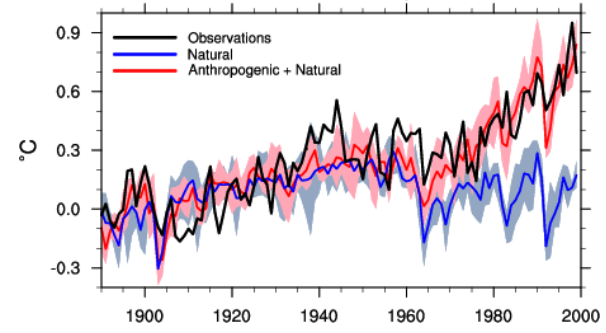 0.9
0.6
0.3
0.0
-0.3
°C
Observations
Natural
Anthropogenic + Natural
1900 1920 1940 1960 1980 2000